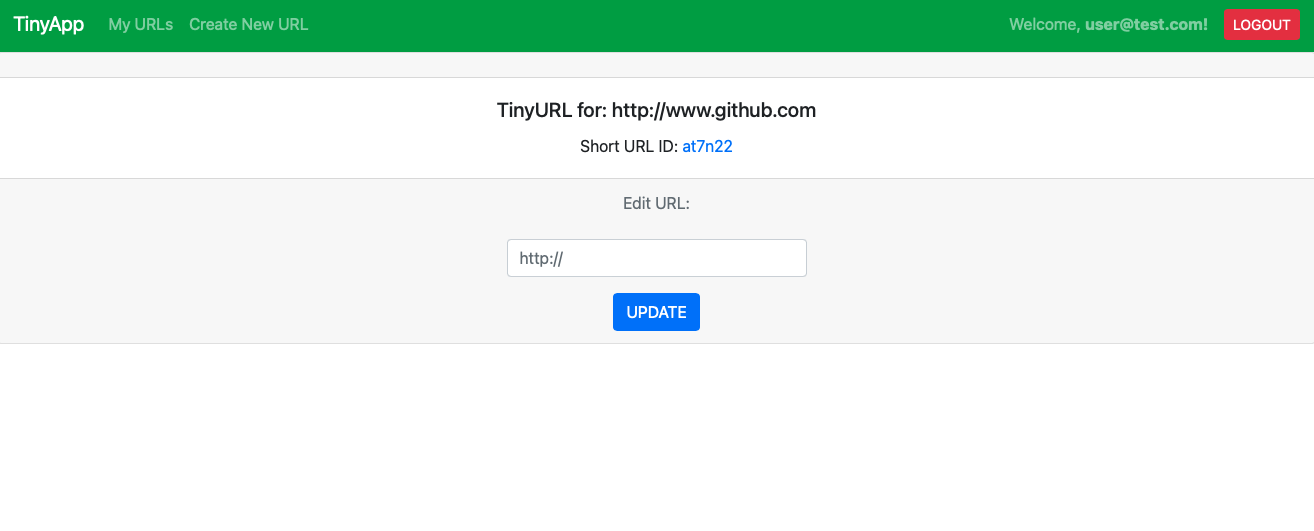 TinyApp My URLs Create New URL Welcome, user@test.com! LOGOUT
TinyURL for: http://www.github.com
Short URL ID: at7n22
Edit URL:
http://
UPDATE